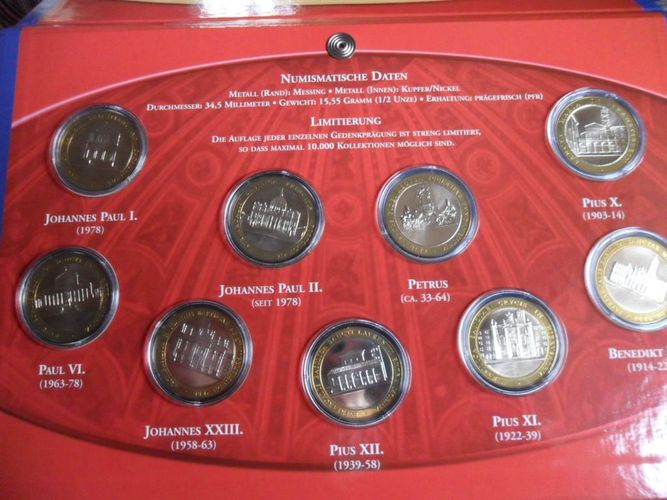 Numismatische Daten
Metall (Rand): Messing • Metall (Innen): Kupfer/Nickel
Durchmesser: 34,5 Millimeter • Gewicht: 15,55 Gramm (1/2 Unze) • Erhaltung: prägefrisch (PFR)
Limitierung
Die Auflage jeder einzelnen Gedenkprägung ist streng limitiert,
so dass maximal 10.000 Kollektionen möglich sind.
Johannes Paul I.
(1978)
Johannes Paul II.
(seit 1978)
Petrus
(ca. 33-64)
Pius X.
(1903-14)
Paul VI.
(1963-78)
Johannes XXIII.
(1958-63)
Pius XII.
(1939-58)
Pius XI.
(1922-39)
Benedikt
(1914-22